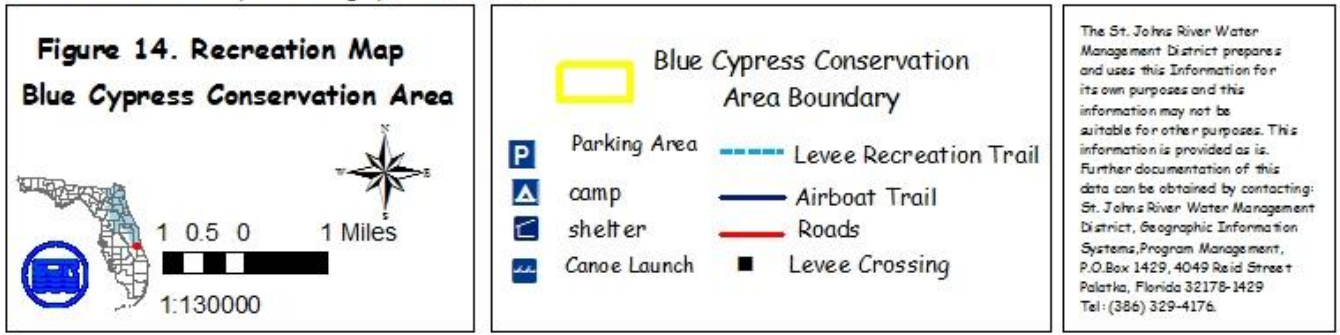 Figure 14. Recreation Map
Blue Cypress Conservation Area
N
W
E
S
1 0.5 0 1 Miles
1:130000
Blue Cypress Conservation
Area Boundary
P Parking Area
camp
shelter
Canoe Launch
Levee Recreation Trail
Airboat Trail
Roads
Levee Crossing
The St. Johns River Water
Management District prepares
and uses this Information for
its own purposes and this
information may not be
suitable for other purposes. This
information is provided as is.
Further documentation of this
data can be obtained by contacting:
St. Johns River Water Management
District, Geographic Information
Systems,Program Management,
P.O.Box 1429, 4049 Reid Street
Palatka, Florida 32178-1429
Tel: (386) 329-4176.